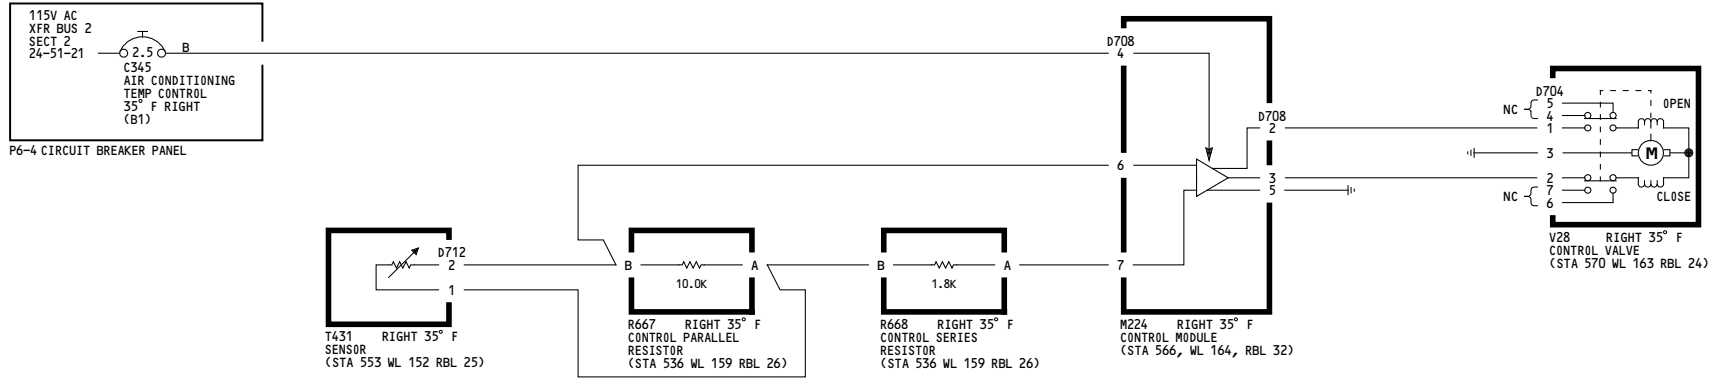 115V AC
XFR BUS 2
SECT 2
24-51-21
2.5
B
C345
AIR CONDITIONING
TEMP CONTROL
35° F RIGHT
(B1)
P6-4 CIRCUIT BREAKER PANEL
D712
2
1
T431 RIGHT 35° F
SENSOR
(STA 553 WL 152 RBL 25)
B
A
10.0K
R667 RIGHT 35° F
CONTROL PARALLEL
RESISTOR
(STA 536 WL 159 RBL 26)
B
A
1.8K
R668 RIGHT 35° F
CONTROL SERIES
RESISTOR
(STA 536 WL 159 RBL 26)
D708
4
6
7
D708
2
3
5
M224 RIGHT 35° F
CONTROL MODULE
(STA 566, WL 164, RBL 32)
D704
NC
5
4
1
3
2
NC
7
6
OPEN
M
CLOSE
V28 RIGHT 35° F
CONTROL VALVE
(STA 570 WL 163 RBL 24)